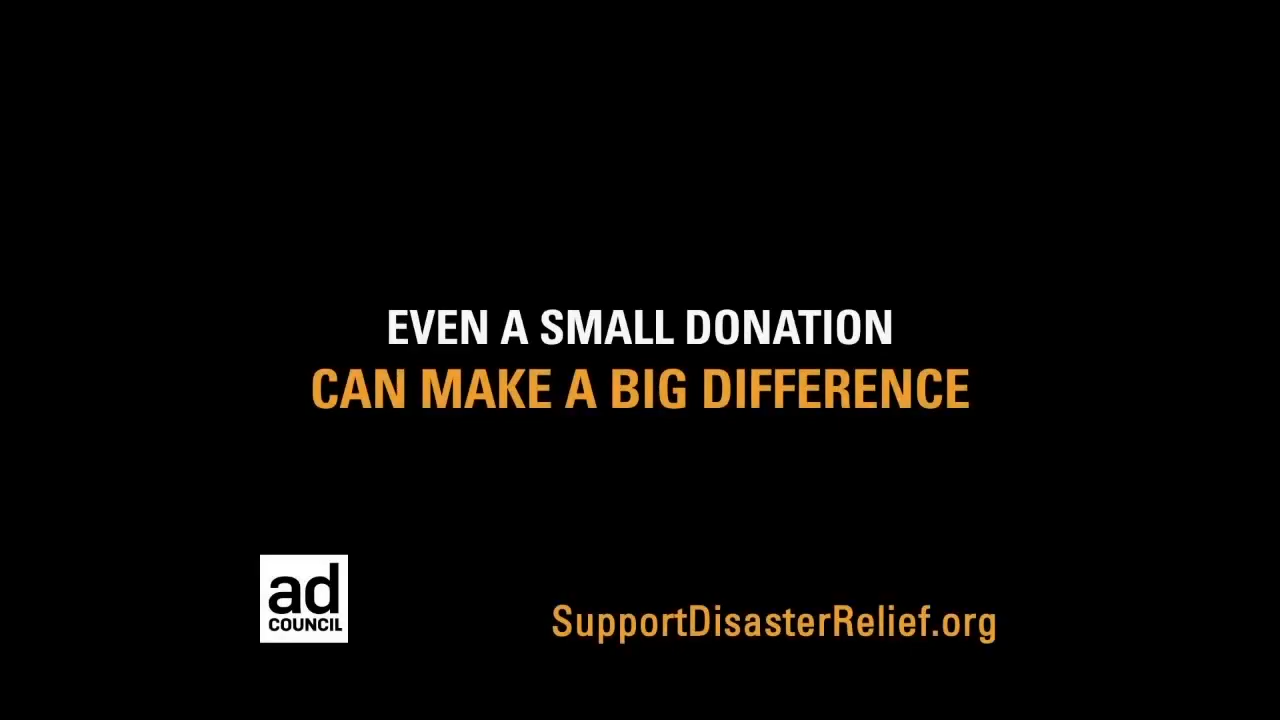 EVEN A SMALL DONATION
CAN MAKE A BIG DIFFERENCE
ad
COUNCIL
SupportDisasterRelief.org